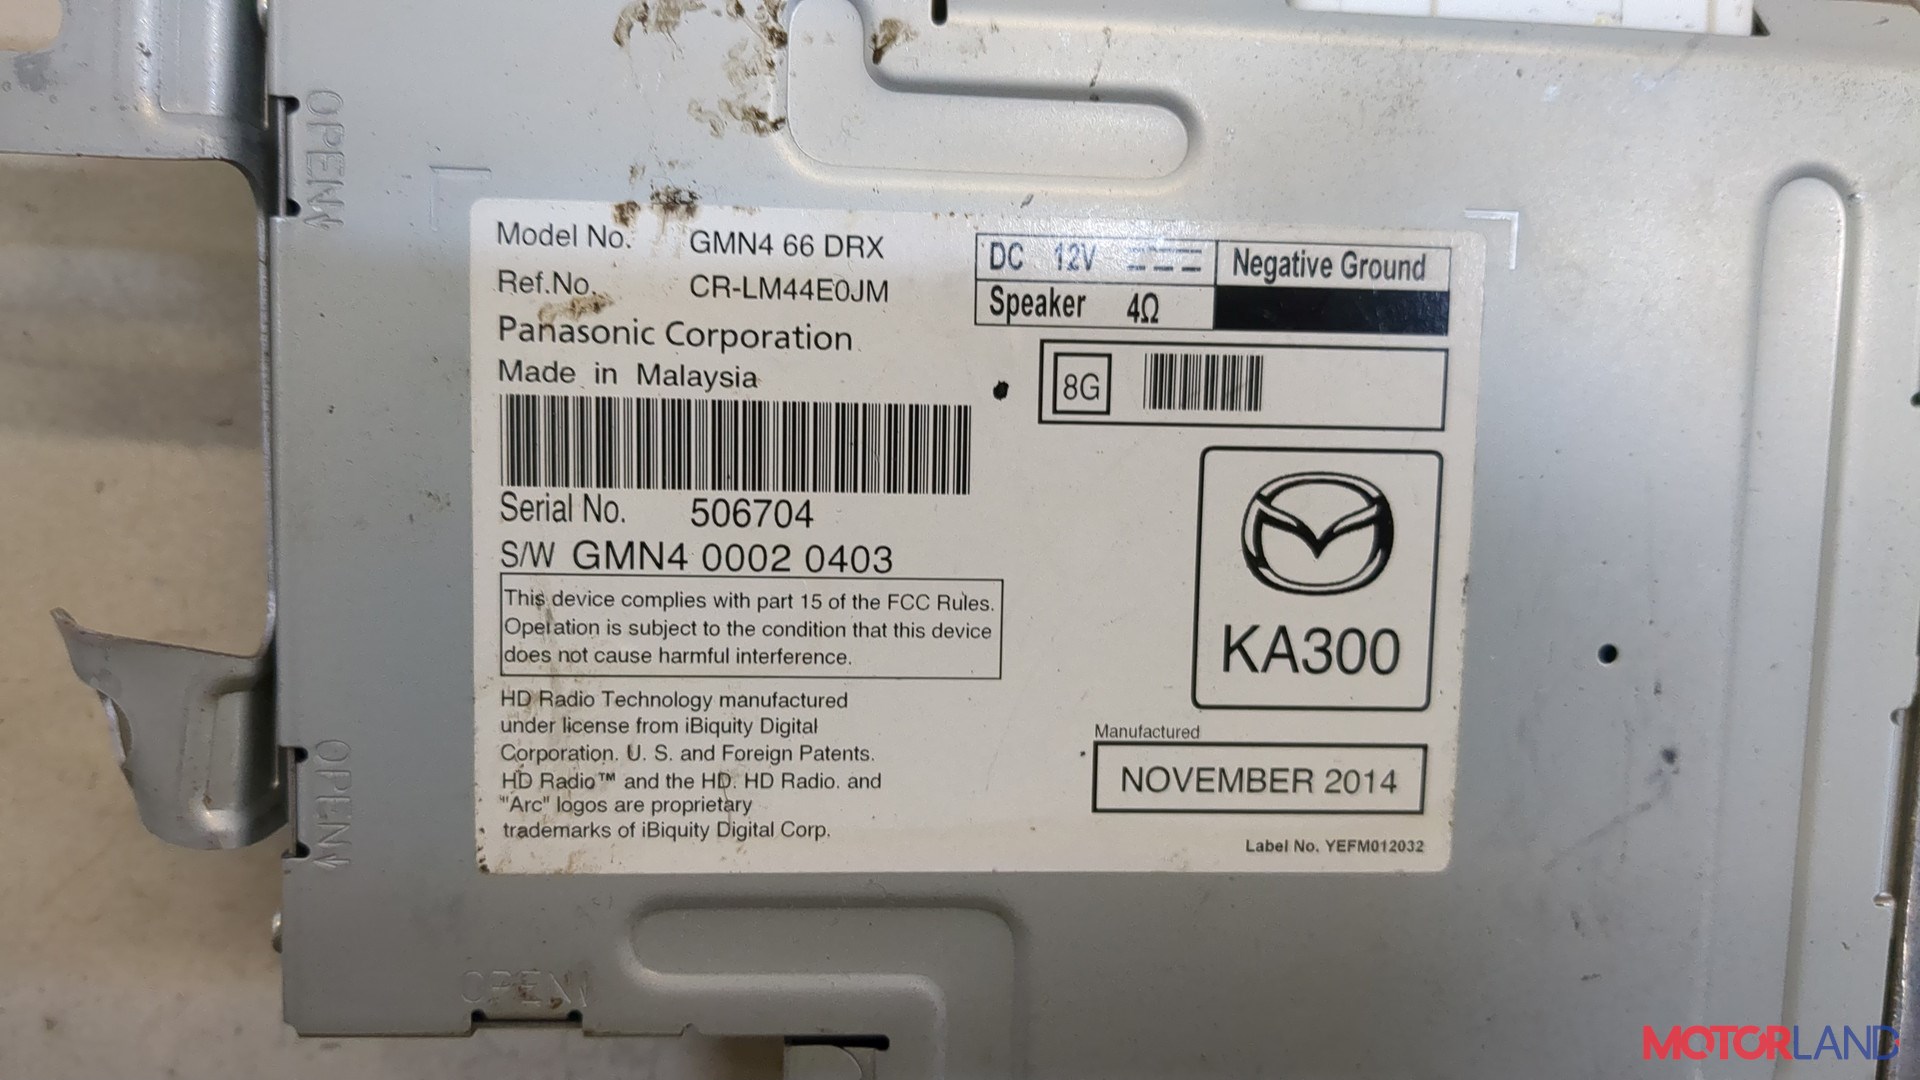 OPEN
Model No. GMN4 66 DRX
Ref.No. CR-LM44E0JM
Panasonic Corporation
Made in Malaysia
DC 12V Negative Ground
Speaker 4Ω
8G
Serial No. 506704
S/W GMN4 0002 0403
This device complies with part 15 of the FCC Rules.
Operation is subject to the condition that this device
does not cause harmful interference.
HD Radio Technology manufactured
under license from iBiquity Digital
Corporation. U. S. and Foreign Patents.
HD Radio™ and the HD. HD Radio. and
"Arc" logos are proprietary
trademarks of iBiquity Digital Corp.
KA300
Manufactured
NOVEMBER 2014
Label No. YEFM012032
OPEN
OPEN
MOTORLAND